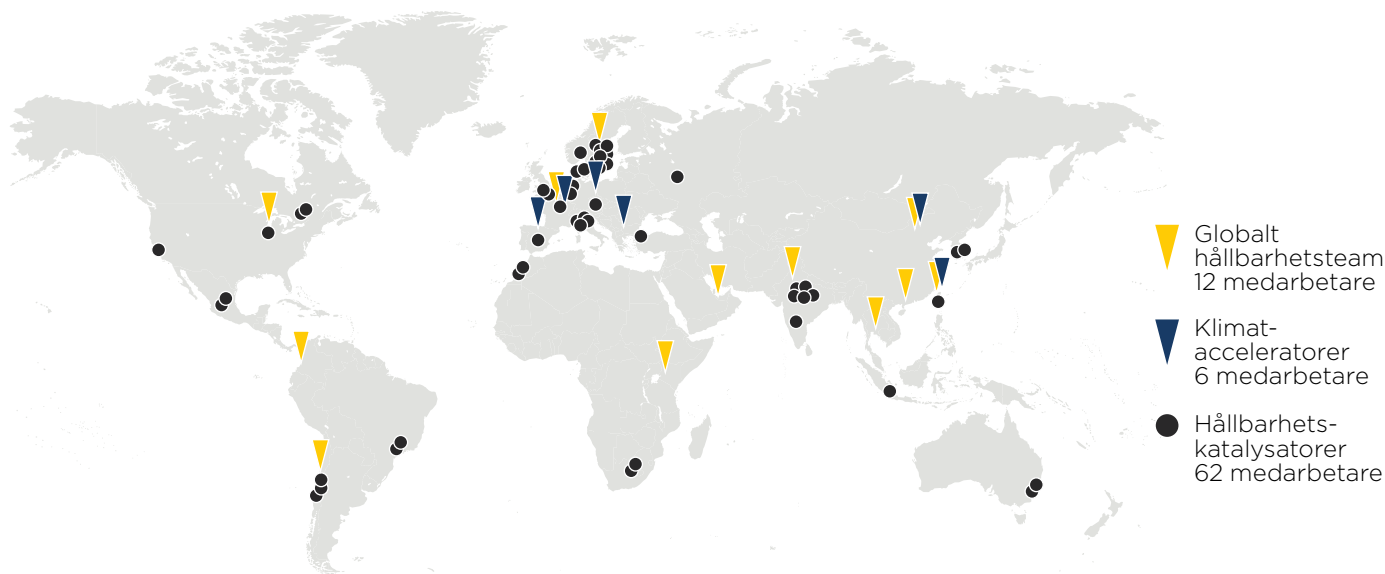 Globalt
hållbarhetsteam
12 medarbetare
Klimat-
acceleratorer
6 medarbetare
Hållbarhets-
katalysatorer
62 medarbetare